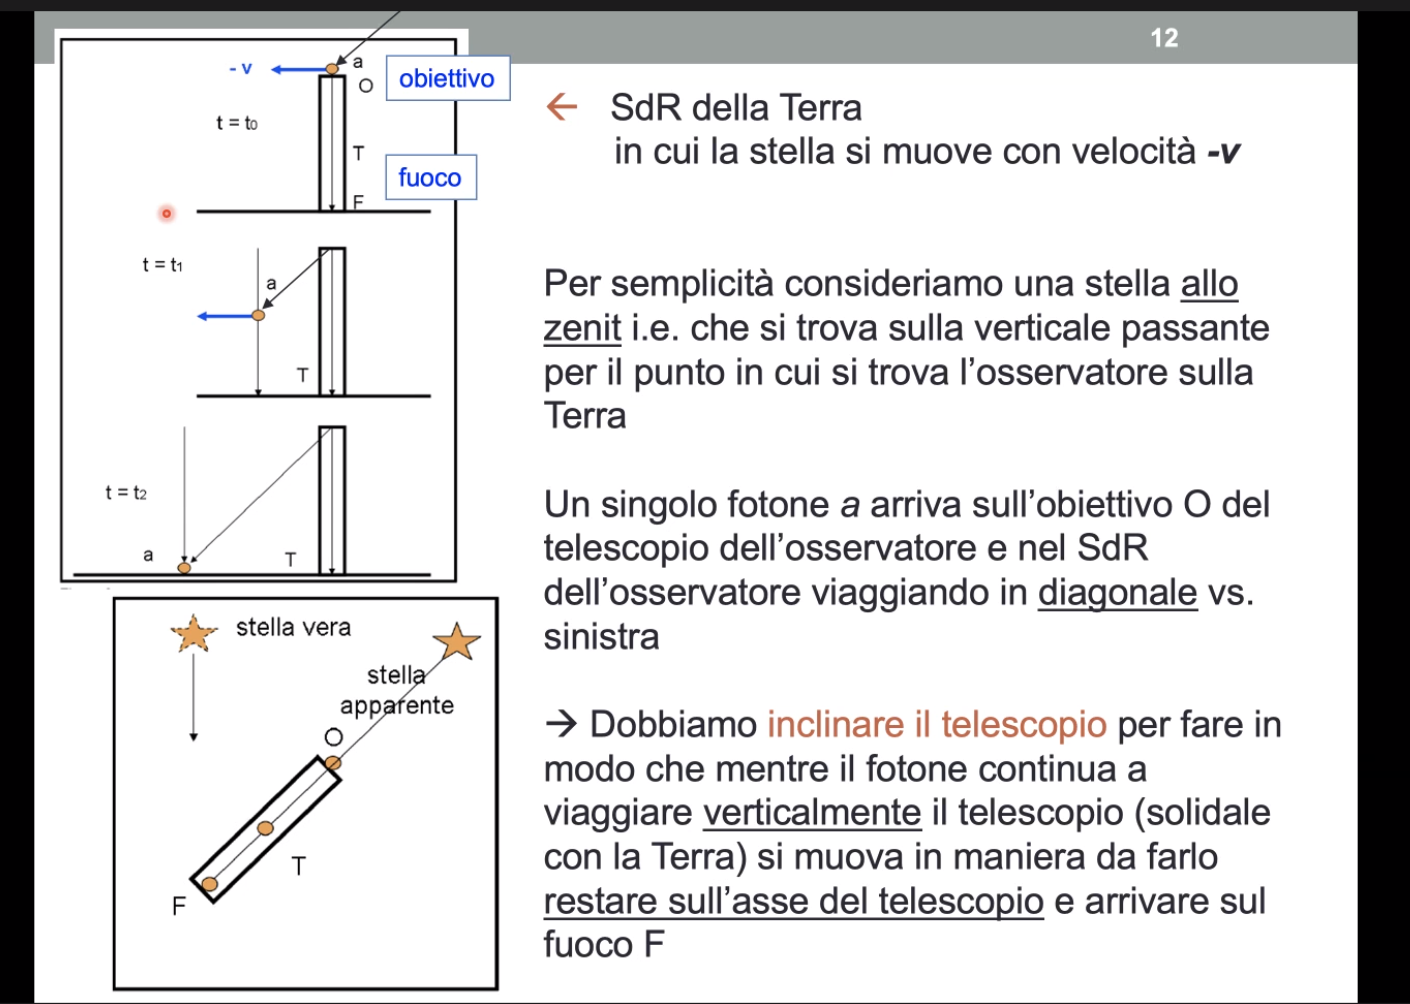 12
- v
a
O
obiettivo
t = t0
T
fuoco
F
t = t1
a
T
t = t2
a
T
stella vera
stella
apparente
O
T
F
← SdR della Terra
in cui la stella si muove con velocità -v
Per semplicità consideriamo una stella allo
zenit i.e. che si trova sulla verticale passante
per il punto in cui si trova l’osservatore sulla
Terra
Un singolo fotone a arriva sull’obiettivo O del
telescopio dell’osservatore e nel SdR
dell’osservatore viaggiando in diagonale vs.
sinistra
→ Dobbiamo inclinare il telescopio per fare in
modo che mentre il fotone continua a
viaggiare verticalmente il telescopio (solidale
con la Terra) si muova in maniera da farlo
restare sull’asse del telescopio e arrivare sul
fuoco F